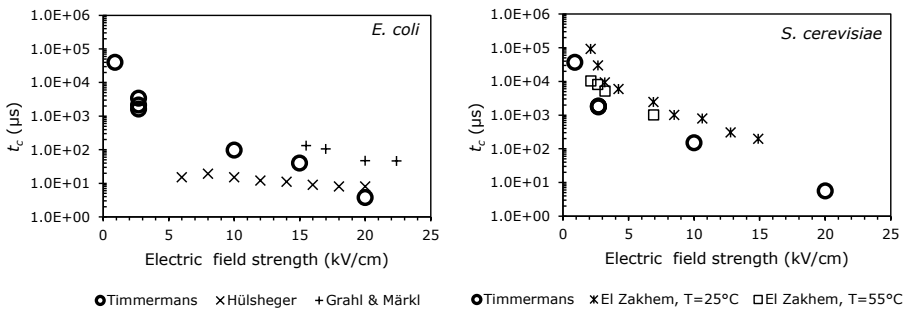 E. coli
1.0E+06
1.0E+05
1.0E+04
1.0E+03
1.0E+02
1.0E+01
1.0E+00
tc (µs)
0 5 10 15 20 25
Electric field strength (kV/cm)
Timmermans Hülsheger Grahl & Märkl
S. cerevisiae
1.0E+06
1.0E+05
1.0E+04
1.0E+03
1.0E+02
1.0E+01
1.0E+00
tc (µs)
0 5 10 15 20 25
Electric field strength (kV/cm)
Timmermans El Zakhem, T=25°C El Zakhem, T=55°C